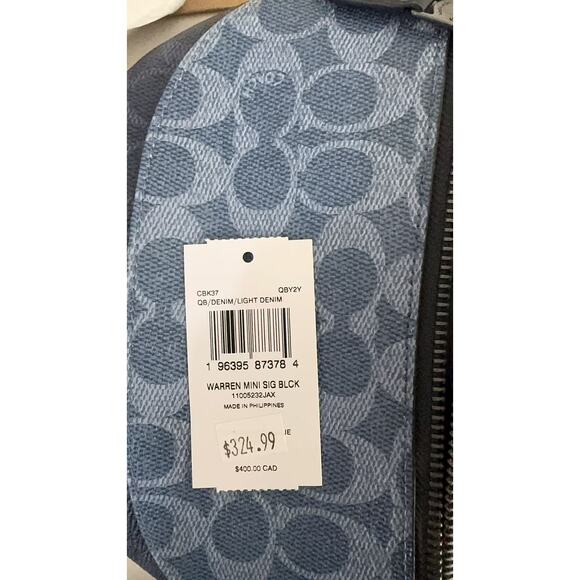 COACH
CBK37 QBY2Y
QB/DENIM/LIGHT DENIM
1 96395 87378 4
WARREN MINI SIG BLCK
11005232JAX
MADE IN PHILIPPINES
$324.99
$400.00 CAD